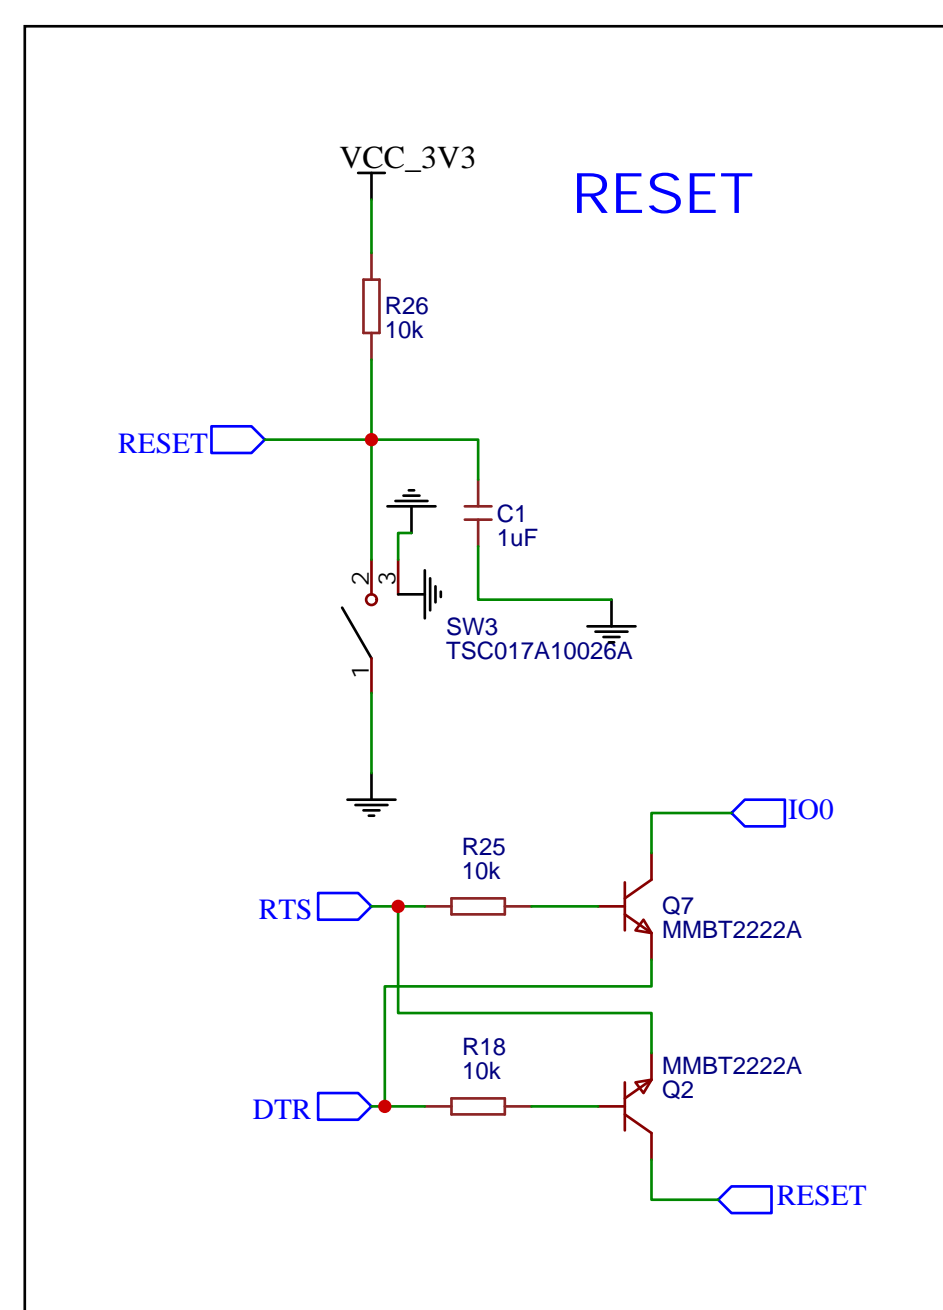 VCC_3V3
RESET
R26
10k
RESET
C1
1uF
2
3
SW3
TSC017A10026A
1
IO0
R25
10k
RTS
Q7
MMBT2222A
R18
10k
MMBT2222A
Q2
DTR
RESET